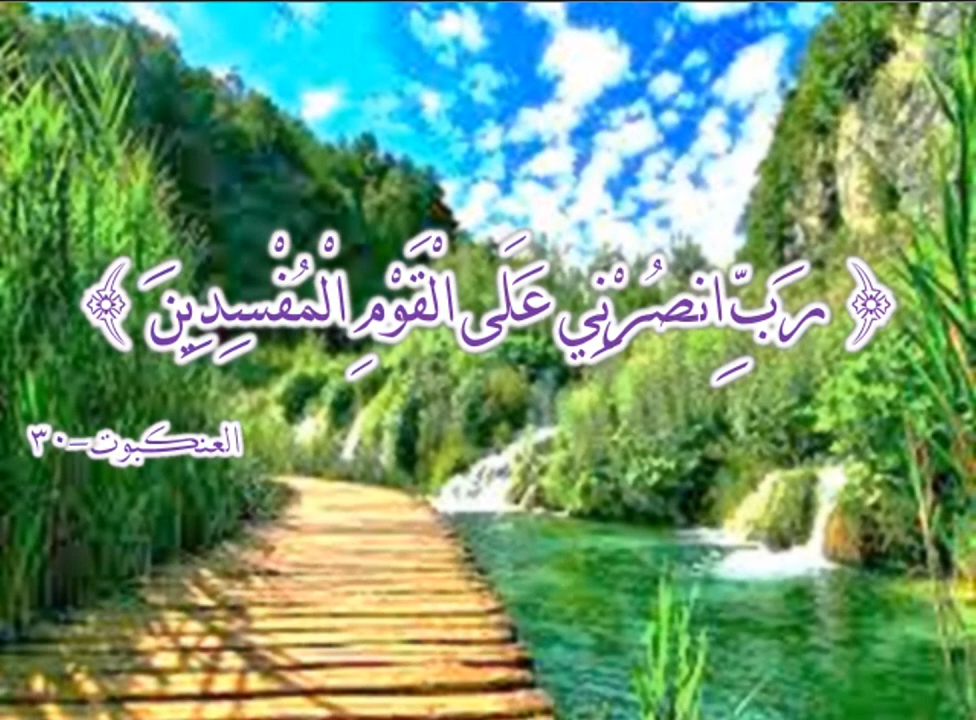 ﴿ رَبِّ انصُرْنِي عَلَى الْقَوْمِ الْمُفْسِدِينَ ﴾
العنكبوت-٣٠